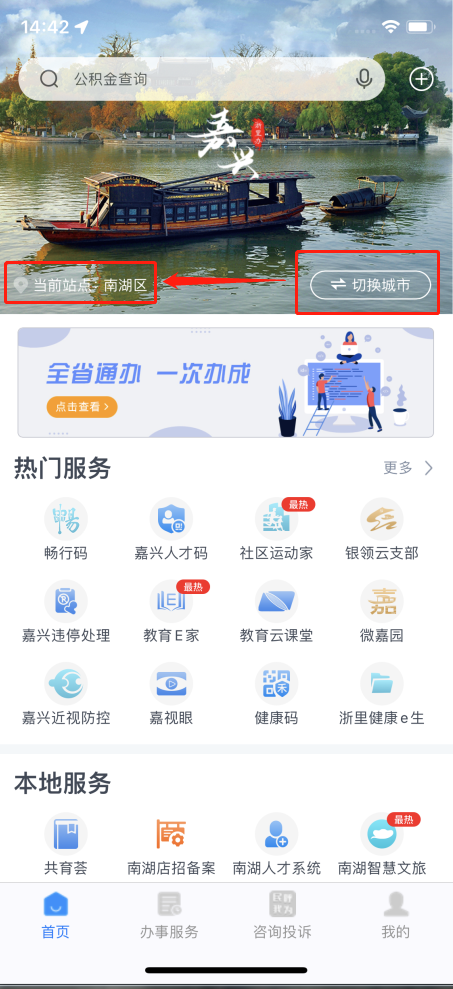 14:42
公积金查询
嘉兴
浙里办
当前站点- 南湖区
切换城市
全省通办 一次办成
点击查看
热门服务
更多
最热
畅行码
嘉兴人才码
社区运动家
银领云支部
最热
嘉
嘉兴违停处理
教育E家
教育云课堂
微嘉园
嘉兴近视防控
嘉视眼
健康码
浙里健康e生
本地服务
最热
共育荟
南湖店招备案
南湖人才系统
南湖智慧文旅
首页
办事服务
咨询投诉
我的